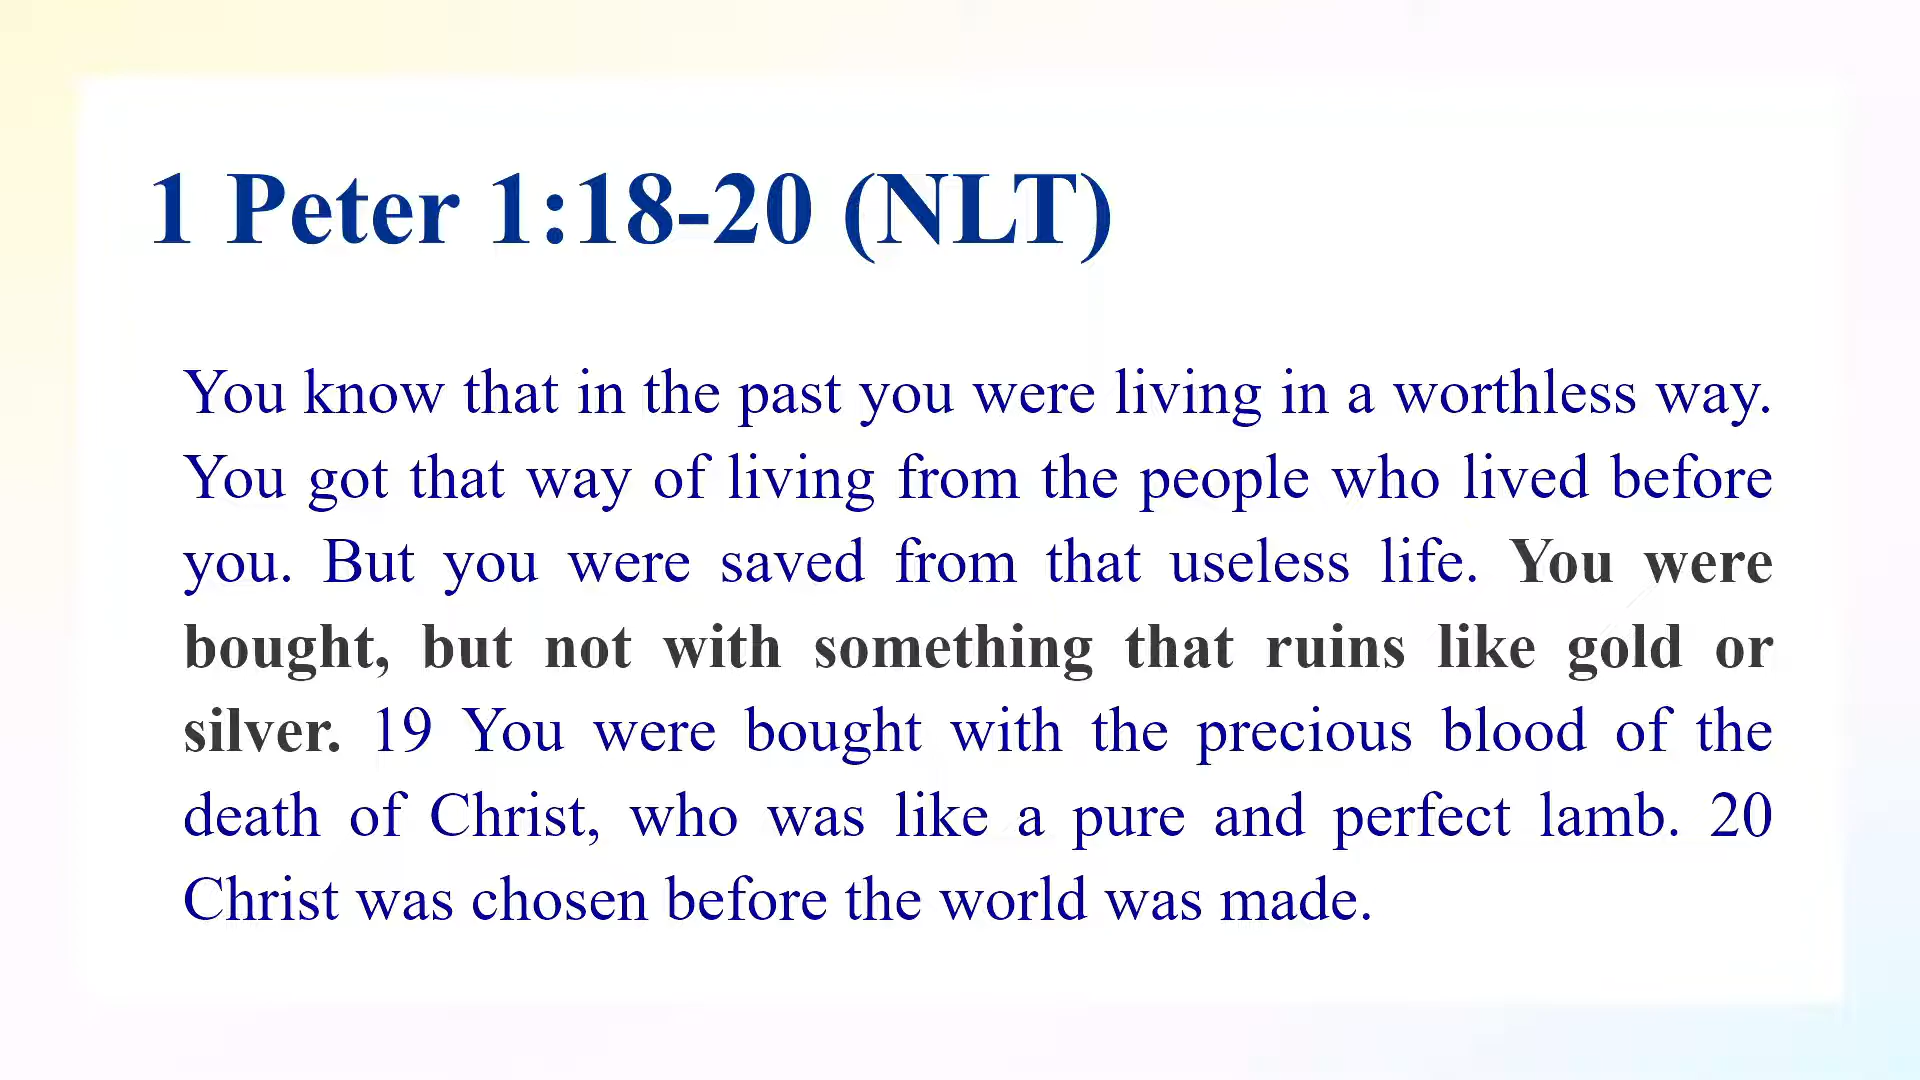 1 Peter 1:18-20 (NLT)
You know that in the past you were living in a worthless way.
You got that way of living from the people who lived before
you. But you were saved from that useless life. You were
bought, but not with something that ruins like gold or
silver. 19 You were bought with the precious blood of the
death of Christ, who was like a pure and perfect lamb. 20
Christ was chosen before the world was made.